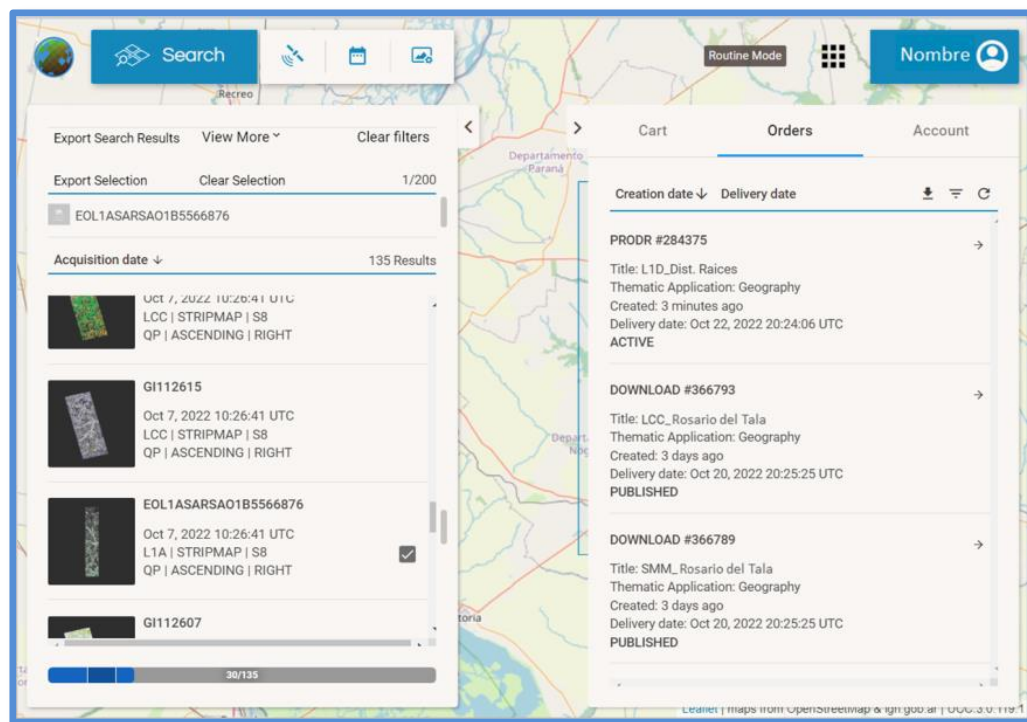 Search
Routine Mode
Nombre
Recreo
Export Search Results View More Clear filters
Export Selection Clear Selection 1/200
EOL1ASARSAO1B5566876
Acquisition date ↓ 135 Results
Oct 7, 2022 10:26:41 UTC
LCC | STRIPMAP | S8
QP | ASCENDING | RIGHT
GI112615
Oct 7, 2022 10:26:41 UTC
LCC | STRIPMAP | S8
QP | ASCENDING | RIGHT
EOL1ASARSAO1B5566876
Oct 7, 2022 10:26:41 UTC
L1A | STRIPMAP | S8
QP | ASCENDING | RIGHT
GI112607
30/135
Departamento
Paraná
toria
Cart Orders Account
Creation date ↓ Delivery date
PRODR #284375
Title: L1D_Dist. Raices
Thematic Application: Geography
Created: 3 minutes ago
Delivery date: Oct 22, 2022 20:24:06 UTC
ACTIVE
DOWNLOAD #366793
Title: LCC_Rosario del Tala
Thematic Application: Geography
Created: 3 days ago
Delivery date: Oct 20, 2022 20:25:25 UTC
PUBLISHED
DOWNLOAD #366789
Title: SMM_Rosario del Tala
Thematic Application: Geography
Created: 3 days ago
Delivery date: Oct 20, 2022 20:25:25 UTC
PUBLISHED
Leaflet | maps from OpenStreetMap & ign.gob.ar | UOC:3.0.119.1